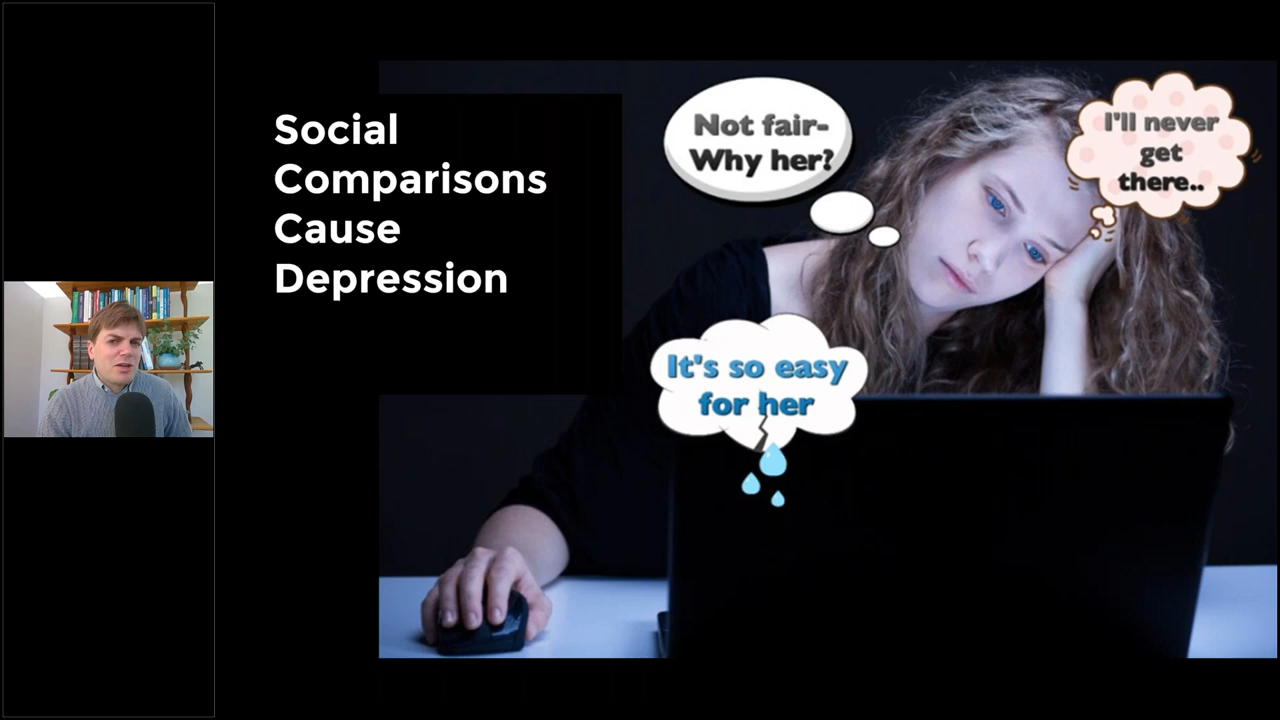 Social
Comparisons
Cause
Depression
Not fair-
Why her?
I'll never
get
there..
It's so easy
for her